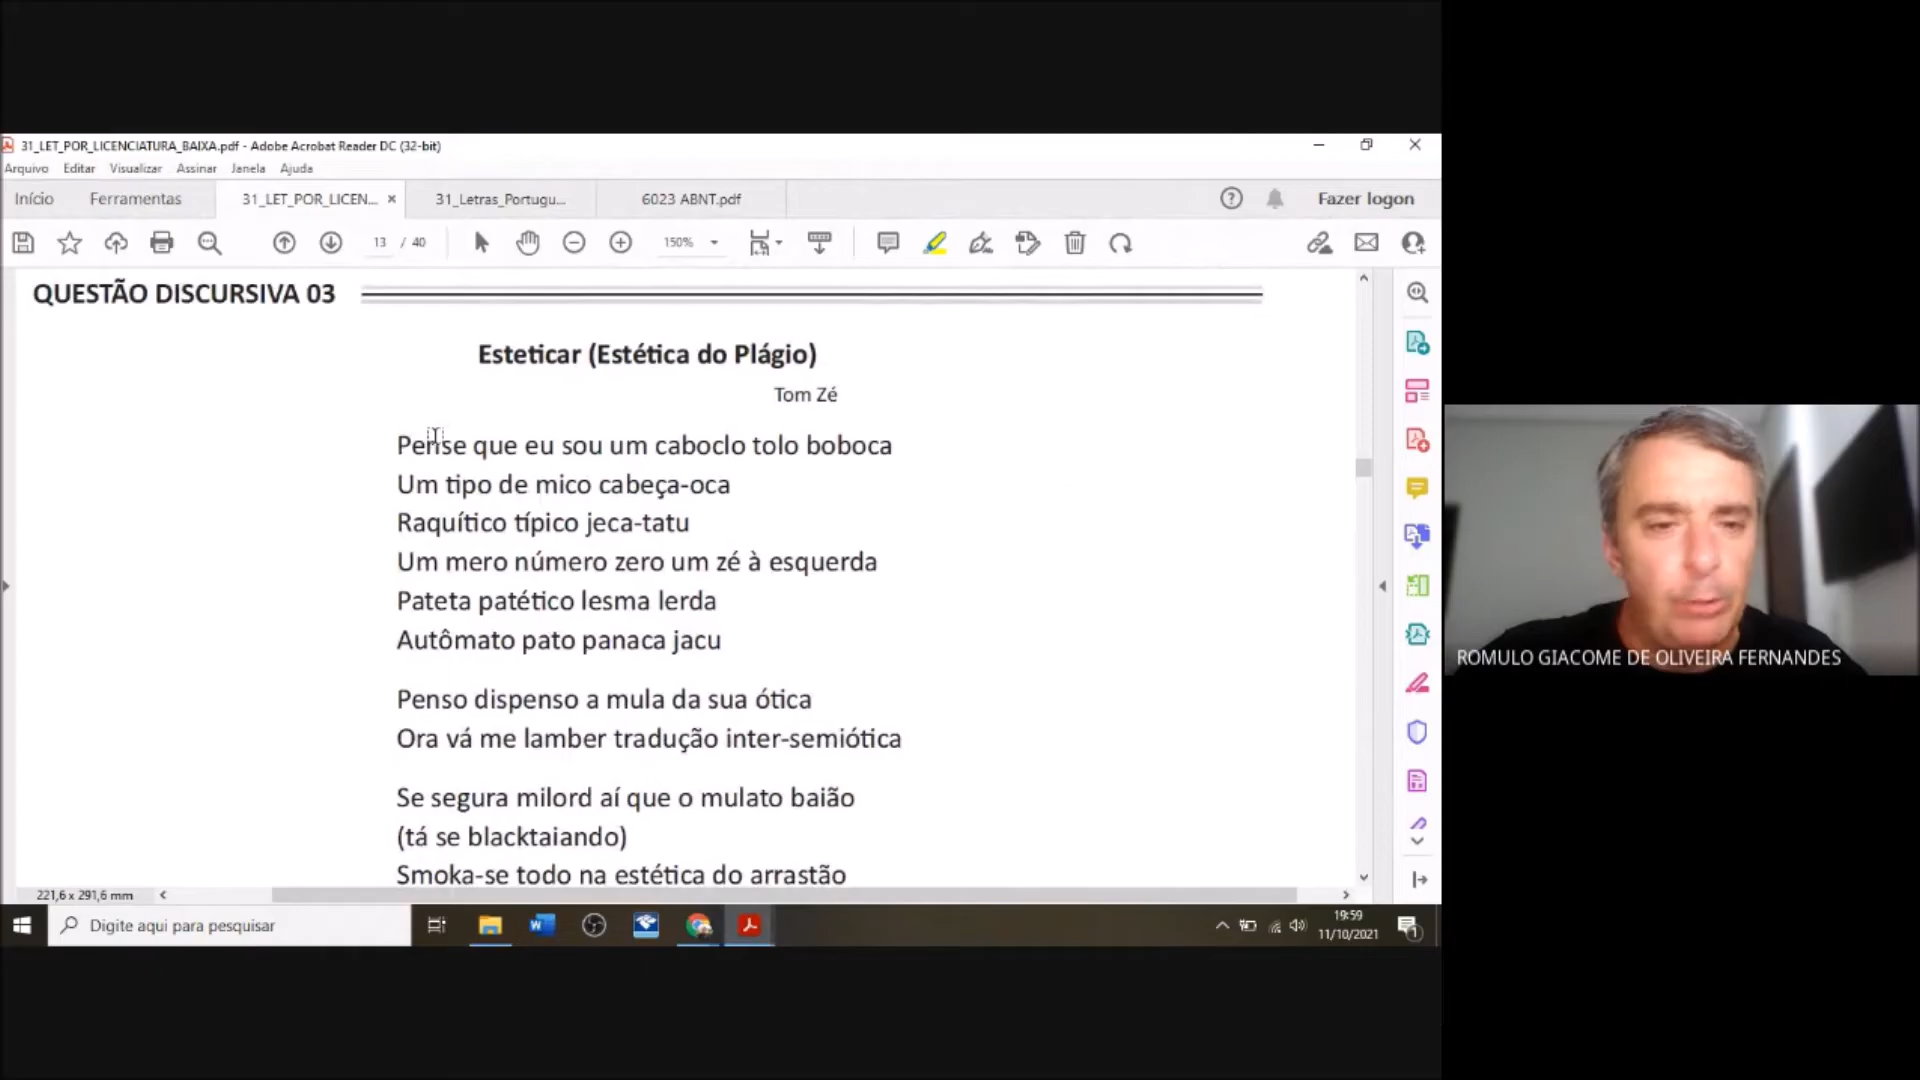 31_LET_POR_LICENCIATURA_BAIXA.pdf - Adobe Acrobat Reader DC (32-bit)
Arquivo Editar Visualizar Assinar Janela Ajuda
Início Ferramentas 31_LET_POR_LICEN... × 31_Letras_Portugu... 6023 ABNT.pdf Fazer logon
13 / 40 150%
QUESTÃO DISCURSIVA 03
Esteticar (Estética do Plágio)
Tom Zé
Pense que eu sou um caboclo tolo boboca
Um tipo de mico cabeça-oca
Raquítico típico jeca-tatu
Um mero número zero um zé à esquerda
Pateta patético lesma lerda
Autômato pato panaca jacu
Penso dispenso a mula da sua ótica
Ora vá me lamber tradução inter-semiótica
Se segura milord aí que o mulato baião
(tá se blacktaiando)
Smoka-se todo na estética do arrastão
221,6 x 291,6 mm
Digite aqui para pesquisar
19:59
11/10/2021
1
ROMULO GIACOME DE OLIVEIRA FERNANDES